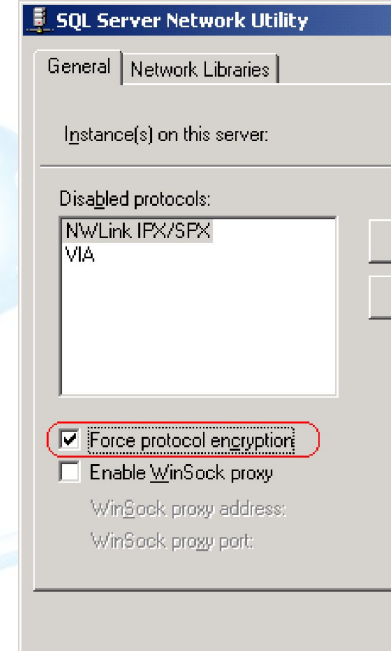 SQL Server Network Utility
General
Network Libraries
Instance(s) on this server:
Disabled protocols:
NWLink IPX/SPX
VIA
Force protocol encryption
Enable WinSock proxy
WinSock proxy address:
WinSock proxy port: